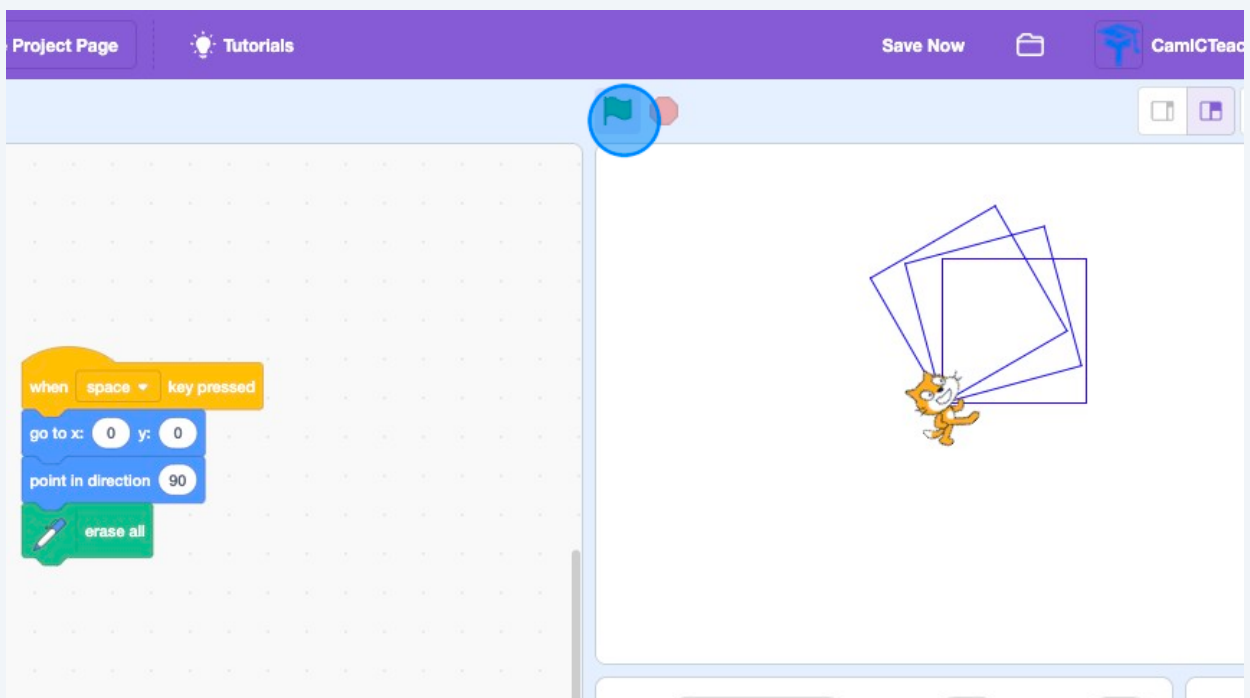 Project Page
Tutorials
Save Now
CamICTeac
when space key pressed
go to x: 0 y: 0
point in direction 90
erase all